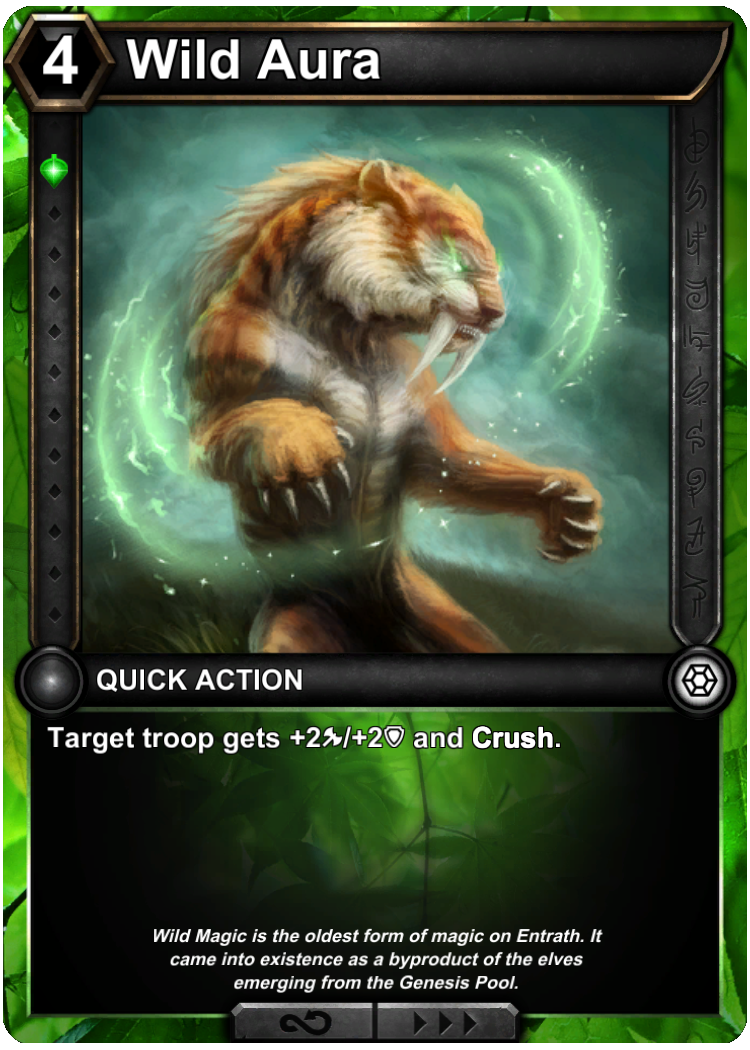 4
Wild Aura
QUICK ACTION
Target troop gets +2/+2 and Crush.
Wild Magic is the oldest form of magic on Entrath. It
came into existence as a byproduct of the elves
emerging from the Genesis Pool.